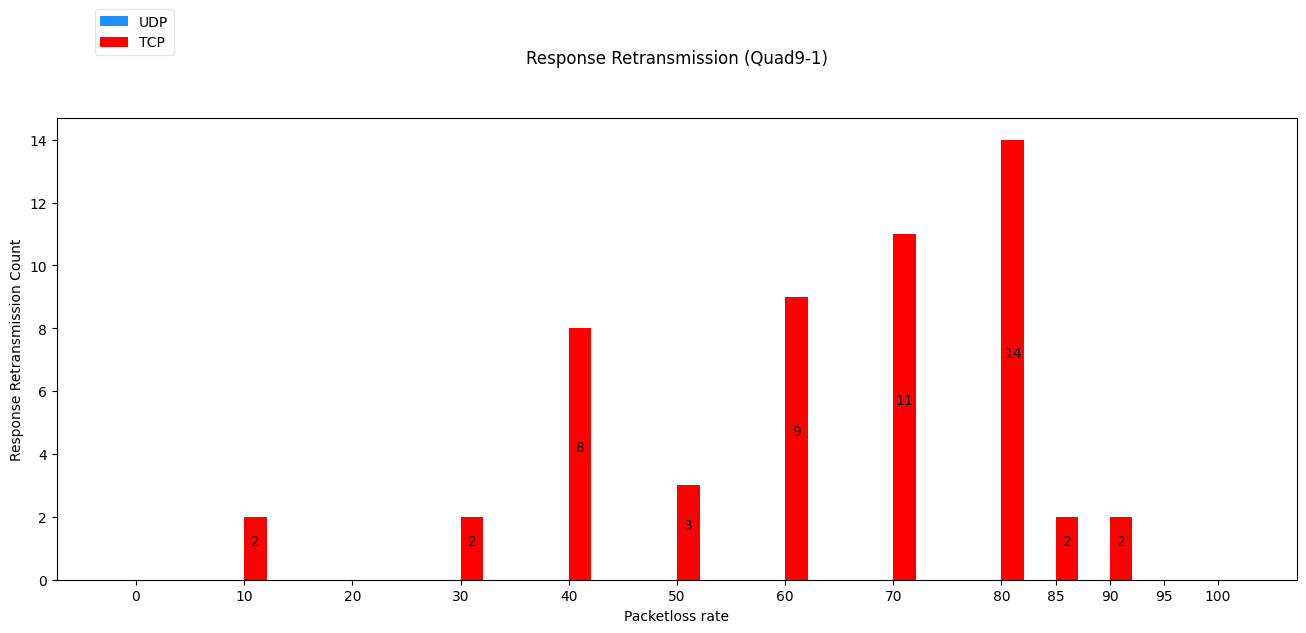 UDP
TCP
Response Retransmission (Quad9-1)
Response Retransmission Count
14
12
10
8
6
4
2
0
2
2
8
3
9
11
14
2
2
0 10 20 30 40 50 60 70 80 85 90 95 100
Packetloss rate